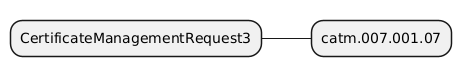 CertificateManagementRequest3
catm.007.001.07